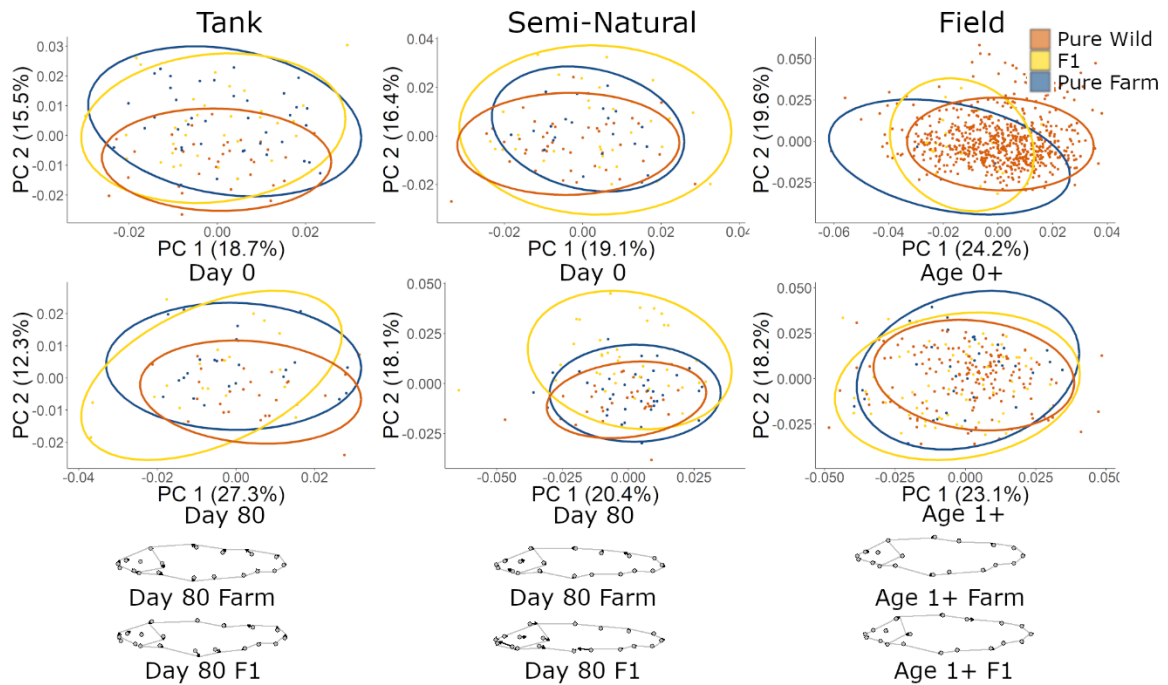 Tank
Semi-Natural
Field
Pure Wild
F1
Pure Farm
PC 2 (15.5%)
0.03
0.02
0.01
0.00
-0.01
-0.02
-0.02
0.00
0.02
PC 1 (18.7%)
Day 0
PC 2 (16.4%)
0.04
0.02
0.00
-0.02
-0.02
0.00
0.02
0.04
PC 1 (19.1%)
Day 0
PC 2 (19.6%)
0.050
0.025
0.000
-0.025
-0.06
-0.04
-0.02
0.00
0.02
0.04
PC 1 (24.2%)
Age 0+
PC 2 (12.3%)
0.02
0.01
0.00
-0.01
-0.02
-0.04
-0.02
0.00
0.02
PC 1 (27.3%)
Day 80
PC 2 (18.1%)
0.050
0.025
0.000
-0.025
-0.060
-0.030
0.000
0.030
PC 1 (20.4%)
Day 80
PC 2 (18.2%)
0.050
0.025
0.000
-0.025
-0.050
-0.025
0.000
0.025
0.050
PC 1 (23.1%)
Age 1+
Day 80 Farm
Day 80 Farm
Age 1+ Farm
Day 80 F1
Day 80 F1
Age 1+ F1